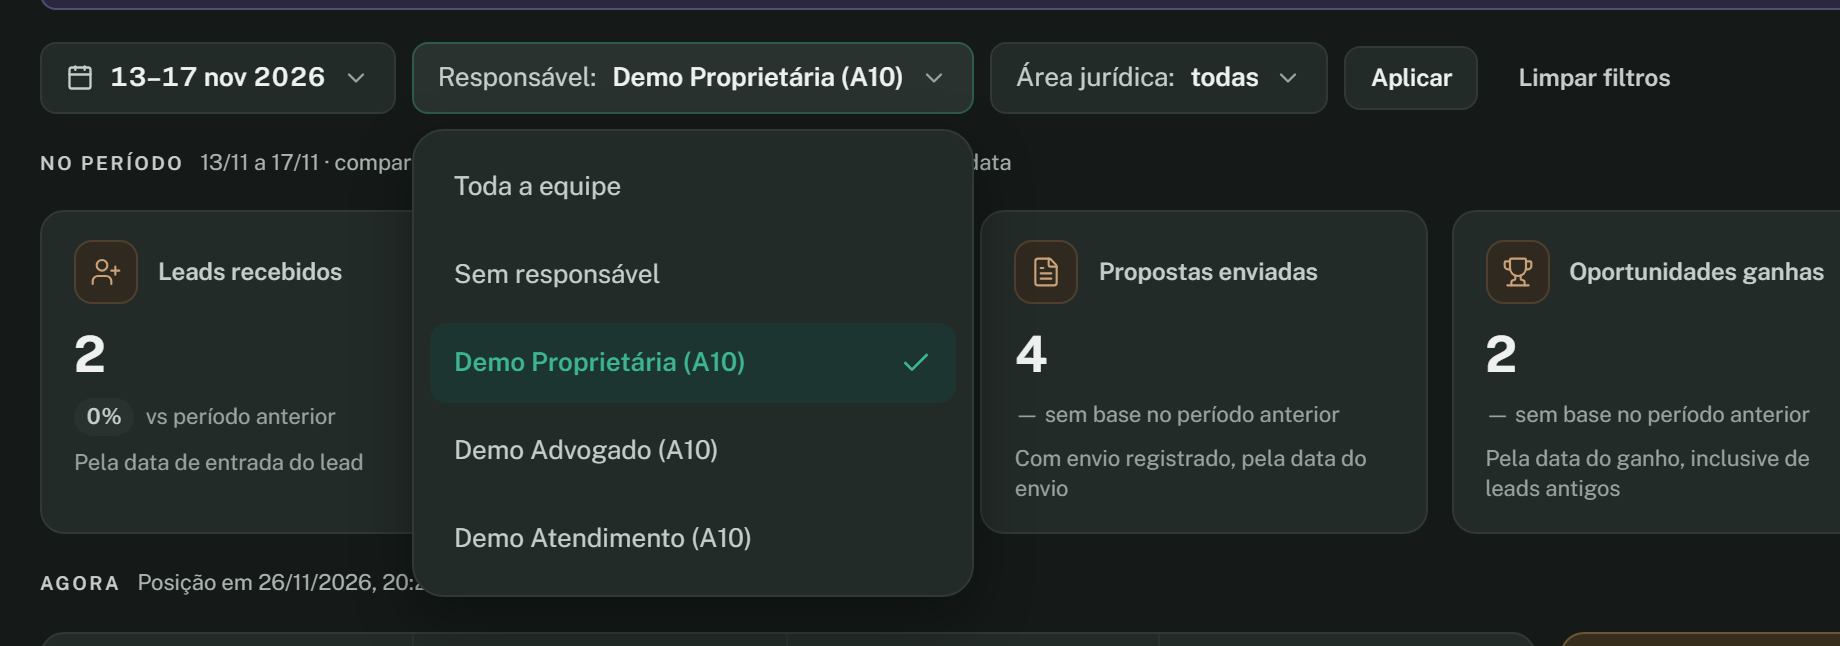 13–17 nov 2026
Responsável: Demo Proprietária (A10)
Área jurídica: todas
Aplicar
Limpar filtros
NO PERÍODO 13/11 a 17/11 · compar
data
Toda a equipe
Sem responsável
Demo Proprietária (A10)
Demo Advogado (A10)
Demo Atendimento (A10)
Leads recebidos
2
0% vs período anterior
Pela data de entrada do lead
Propostas enviadas
4
— sem base no período anterior
Com envio registrado, pela data do
envio
Oportunidades ganhas
2
— sem base no período anterior
Pela data do ganho, inclusive de
leads antigos
AGORA Posição em 26/11/2026, 20: